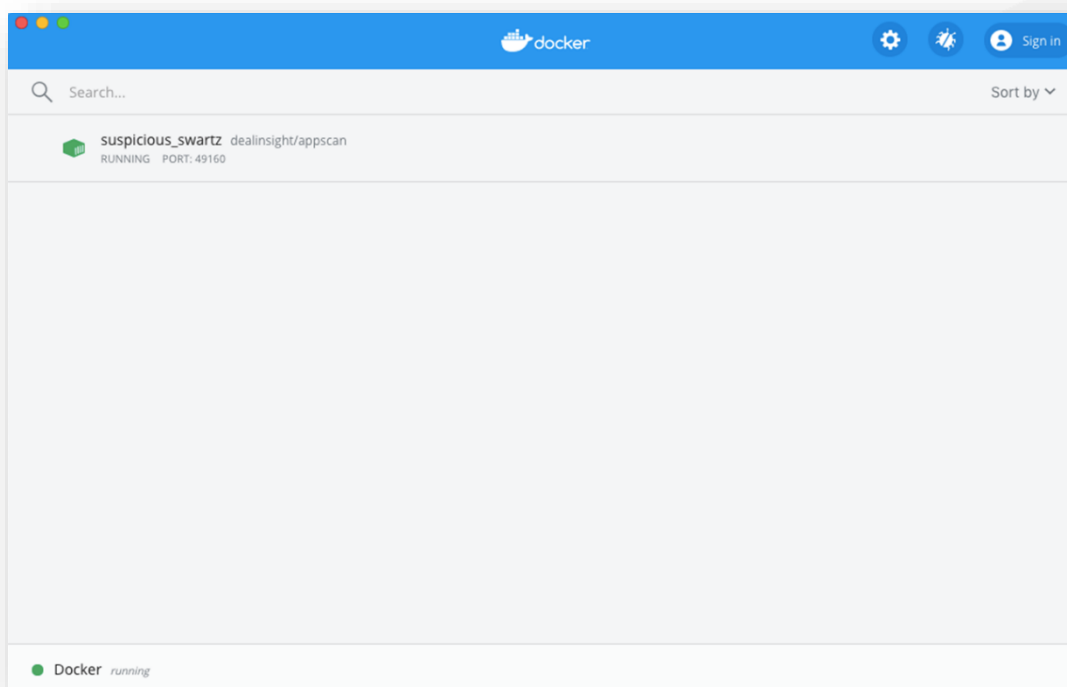 docker
Sign in
Search...
Sort by
suspicious_swartz dealinsight/appscan
RUNNING PORT: 49160
Docker running